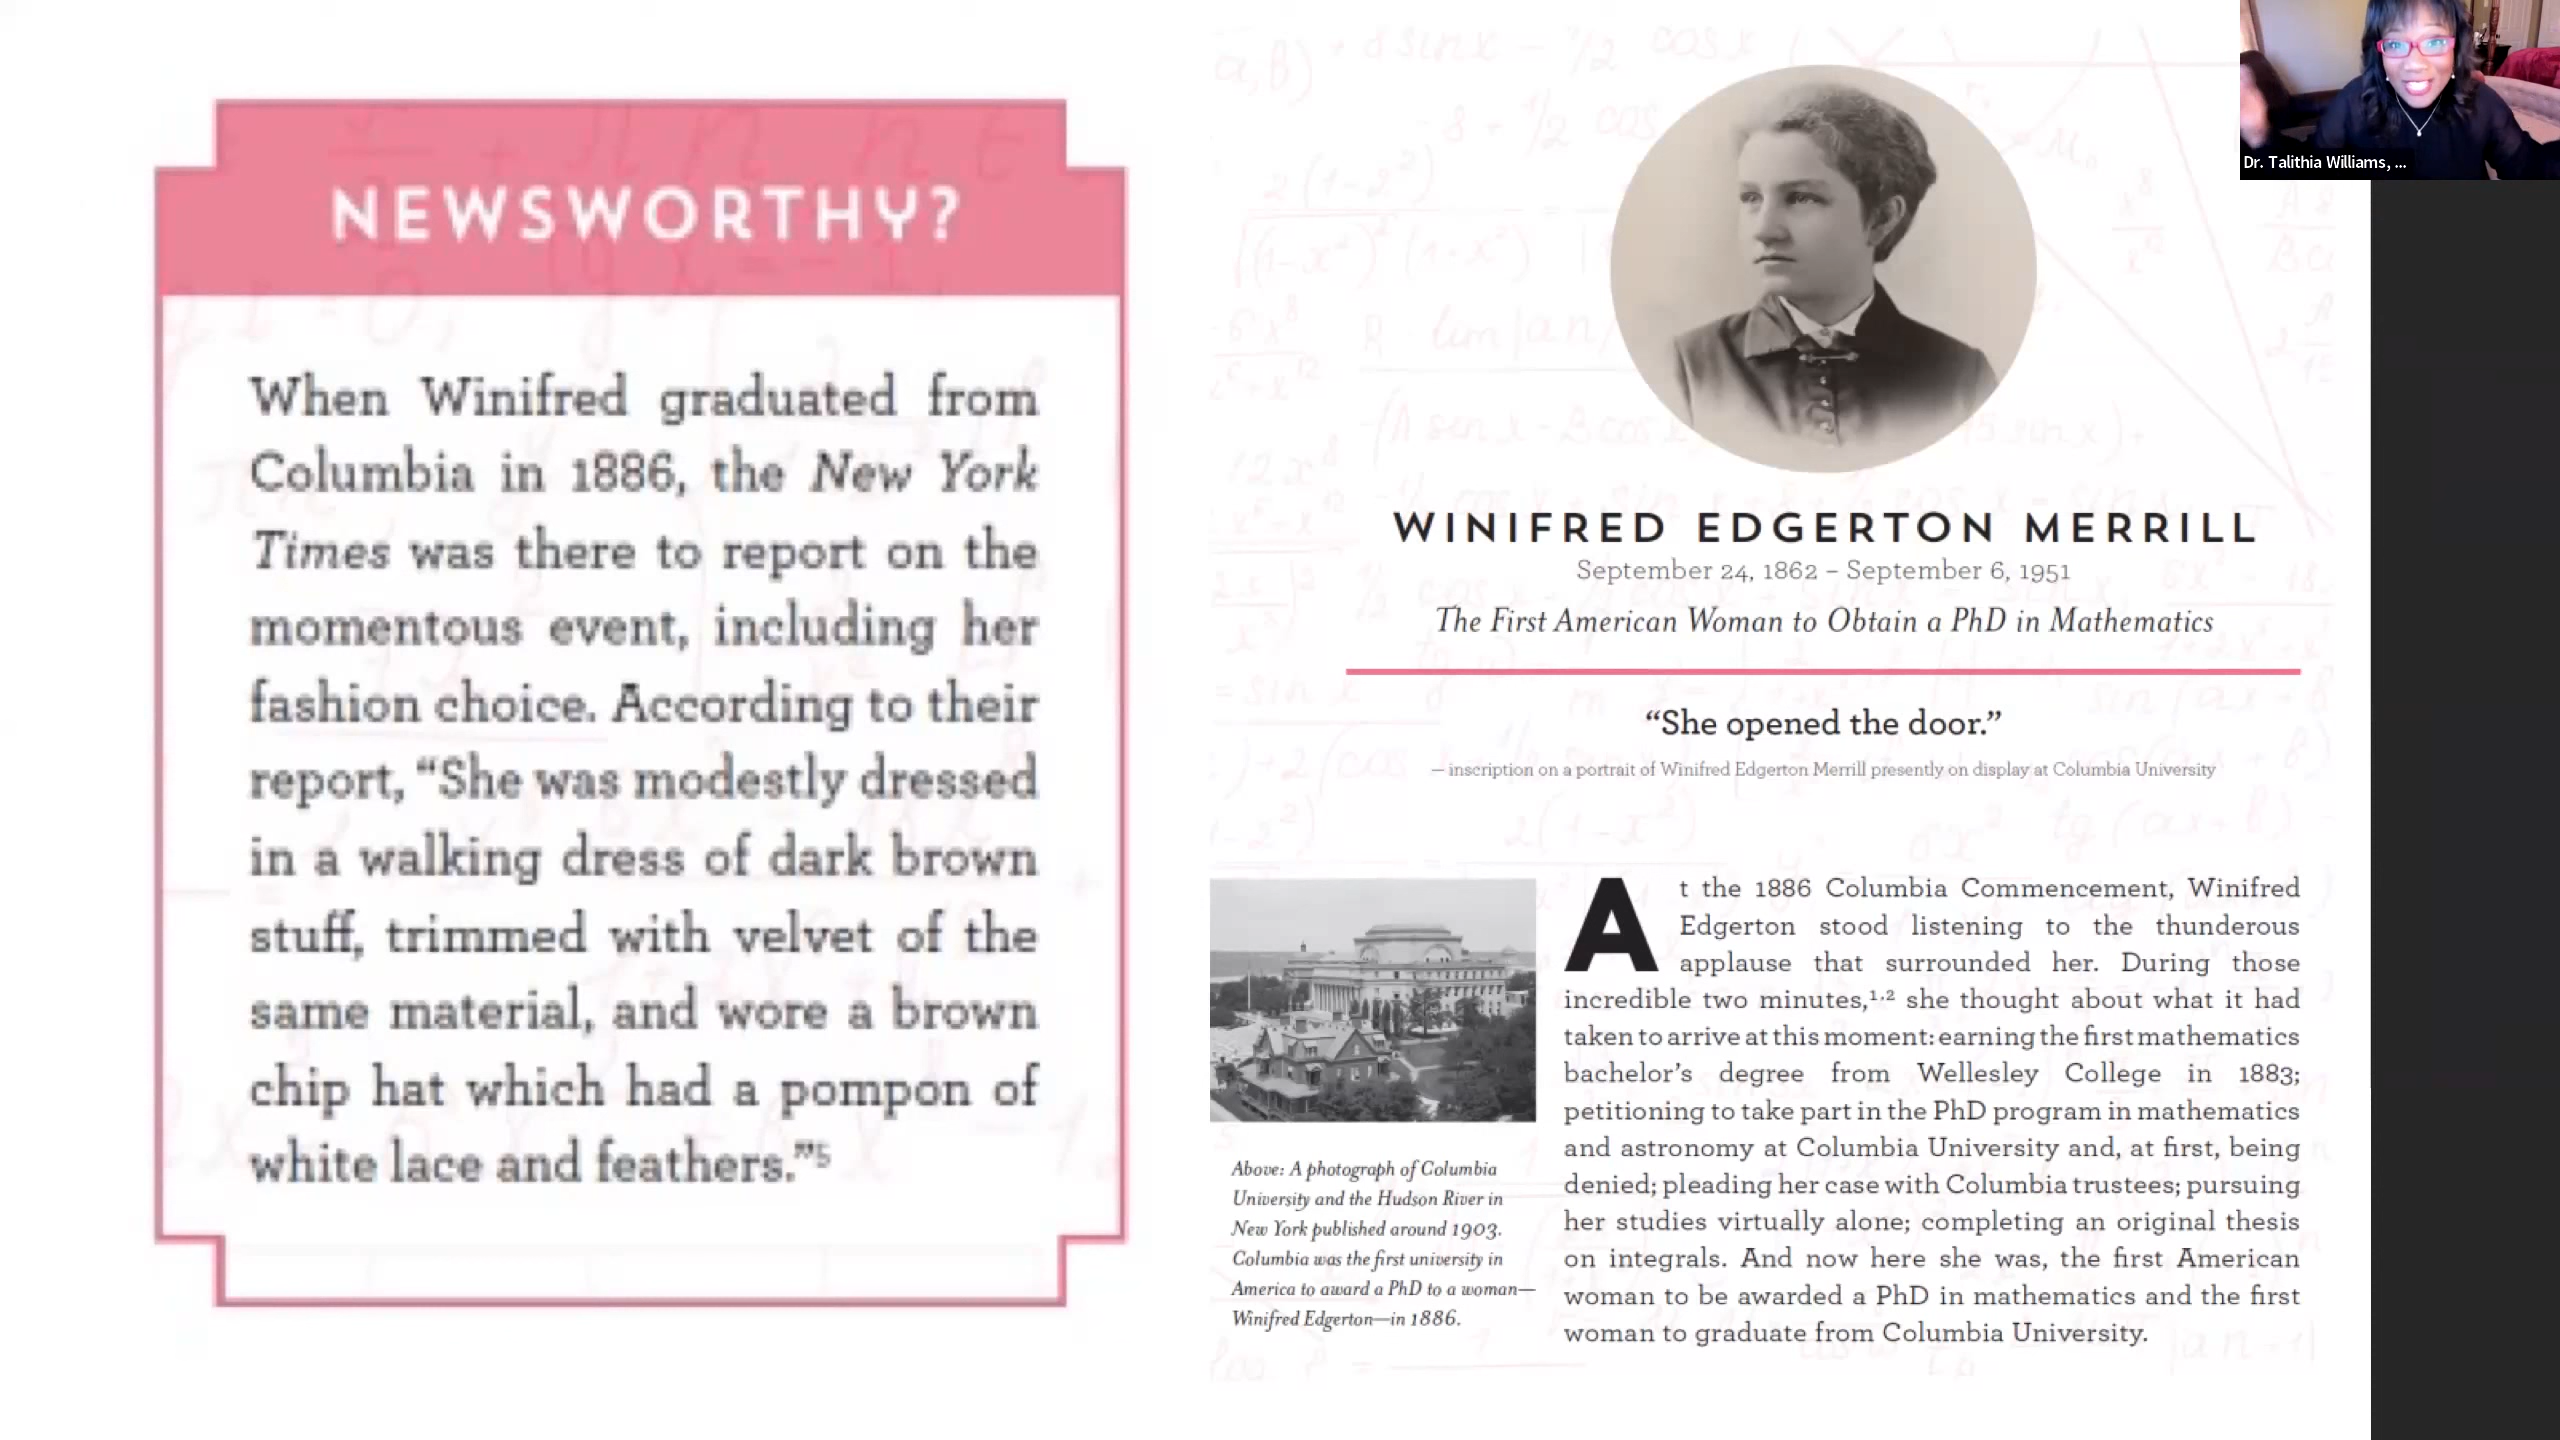 NEWSWORTHY?
When Winifred graduated from
Columbia in 1886, the New York
Times was there to report on the
momentous event, including her
fashion choice. According to their
report, “She was modestly dressed
in a walking dress of dark brown
stuff, trimmed with velvet of the
same material, and wore a brown
chip hat which had a pompon of
white lace and feathers.”5
WINIFRED EDGERTON MERRILL
September 24, 1862 – September 6, 1951
The First American Woman to Obtain a PhD in Mathematics
“She opened the door.”
— inscription on a portrait of Winifred Edgerton Merrill presently on display at Columbia University
Above: A photograph of Columbia
University and the Hudson River in
New York published around 1903.
Columbia was the first university in
America to award a PhD to a woman—
Winifred Edgerton—in 1886.
At the 1886 Columbia Commencement, Winifred
Edgerton stood listening to the thunderous
applause that surrounded her. During those
incredible two minutes,1,2 she thought about what it had
taken to arrive at this moment: earning the first mathematics
bachelor’s degree from Wellesley College in 1883;
petitioning to take part in the PhD program in mathematics
and astronomy at Columbia University and, at first, being
denied; pleading her case with Columbia trustees; pursuing
her studies virtually alone; completing an original thesis
on integrals. And now here she was, the first American
woman to be awarded a PhD in mathematics and the first
woman to graduate from Columbia University.
Dr. Talithia Williams, ...